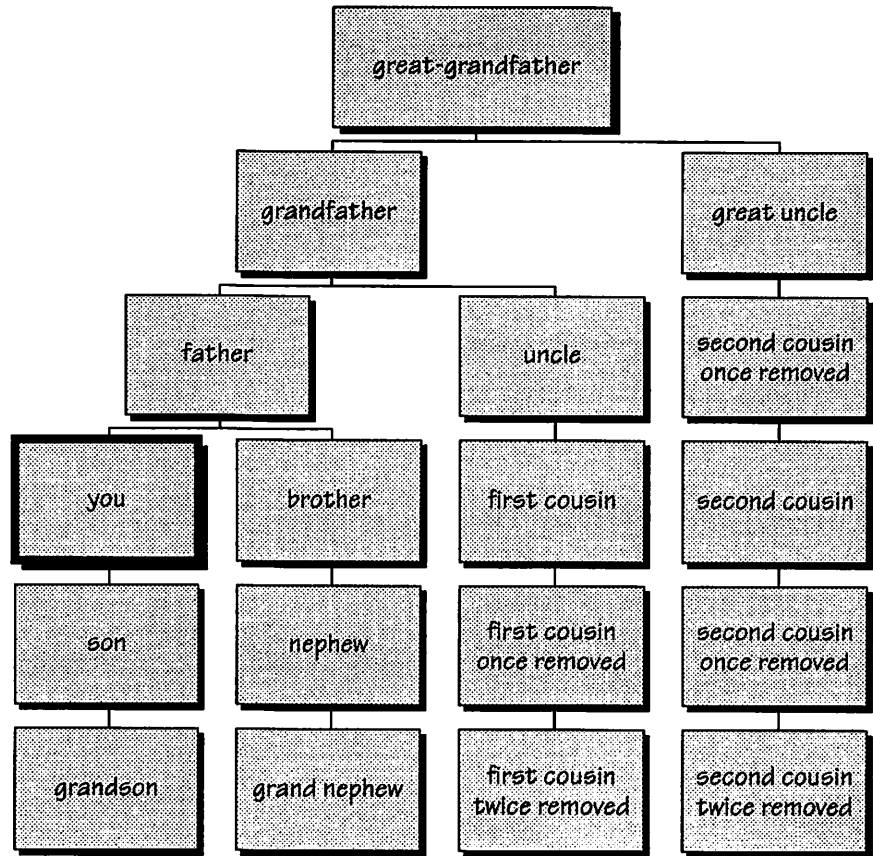 great-grandfather
grandfather
great uncle
father
uncle
second cousin
once removed
you
brother
first cousin
second cousin
son
nephew
first cousin
once removed
second cousin
once removed
grandson
grand nephew
first cousin
twice removed
second cousin
twice removed